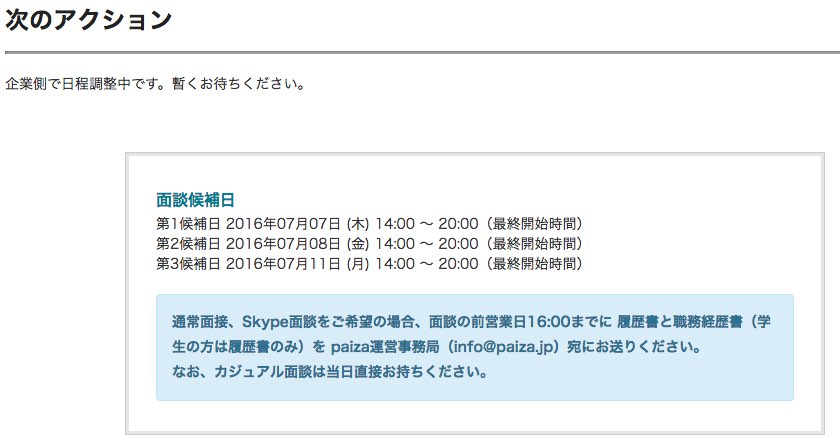 次のアクション
企業側で日程調整中です。暫くお待ちください。
面談候補日
第1候補日 2016年07月07日 (木) 14:00 〜 20:00（最終開始時間）
第2候補日 2016年07月08日 (金) 14:00 〜 20:00（最終開始時間）
第3候補日 2016年07月11日 (月) 14:00 〜 20:00（最終開始時間）
通常面接、Skype面談をご希望の場合、面談の前営業日16:00までに 履歴書と職務経歴書（学
生の方は履歴書のみ）を paiza運営事務局（info@paiza.jp）宛にお送りください。
なお、カジュアル面談は当日直接お持ちください。